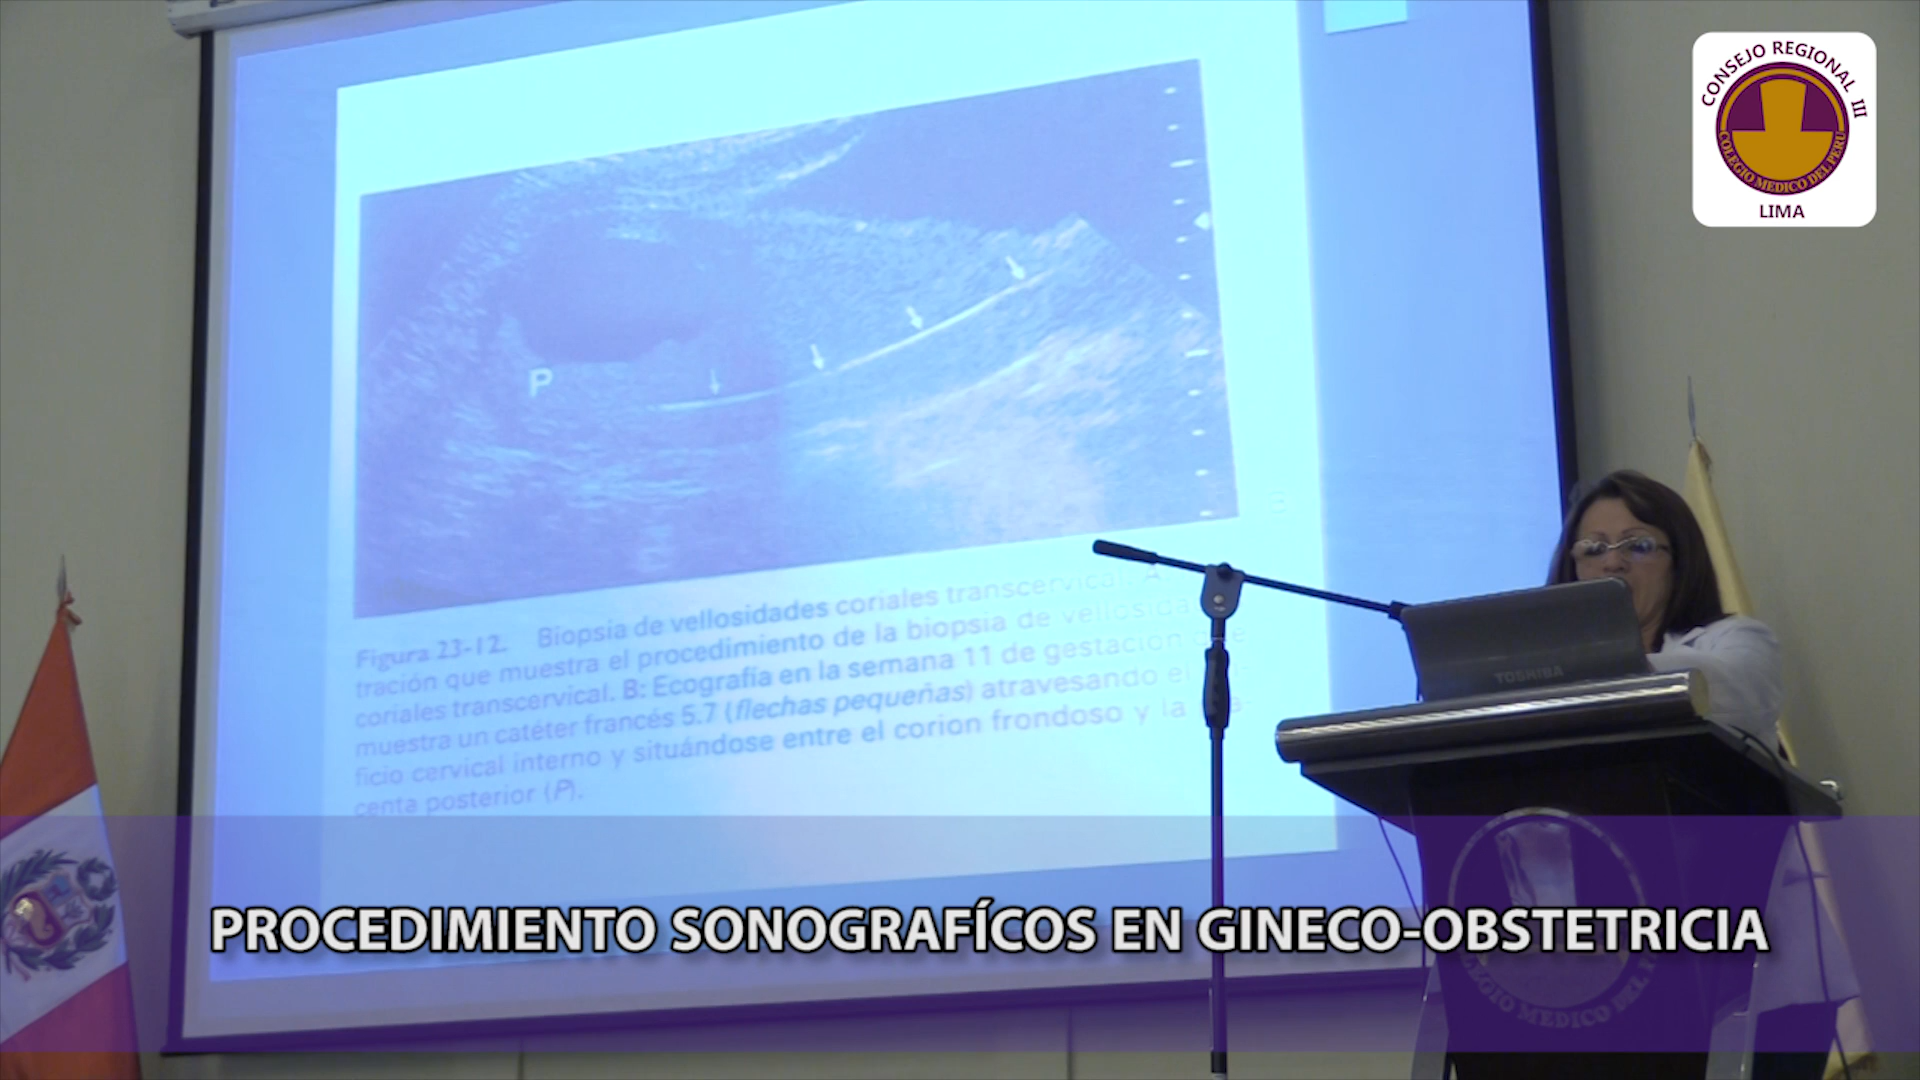 CONSEJO REGIONAL III
COLEGIO MEDICO DEL PERU
LIMA
P
Figura 23-12. Biopsia de vellosidades coriales transcervical. A
tración que muestra el procedimiento de la biopsia de vellosida
coriales transcervical. B: Ecografía en la semana 11 de gestación
muestra un catéter francés 5.7 (flechas pequeñas) atravesando el
ficio cervical interno y situándose entre el corion frondoso y la
centa posterior (P).
TOSHIBA
PROCEDIMIENTO SONOGRAFÍCOS EN GINECO-OBSTETRICIA
MEDICO DEL